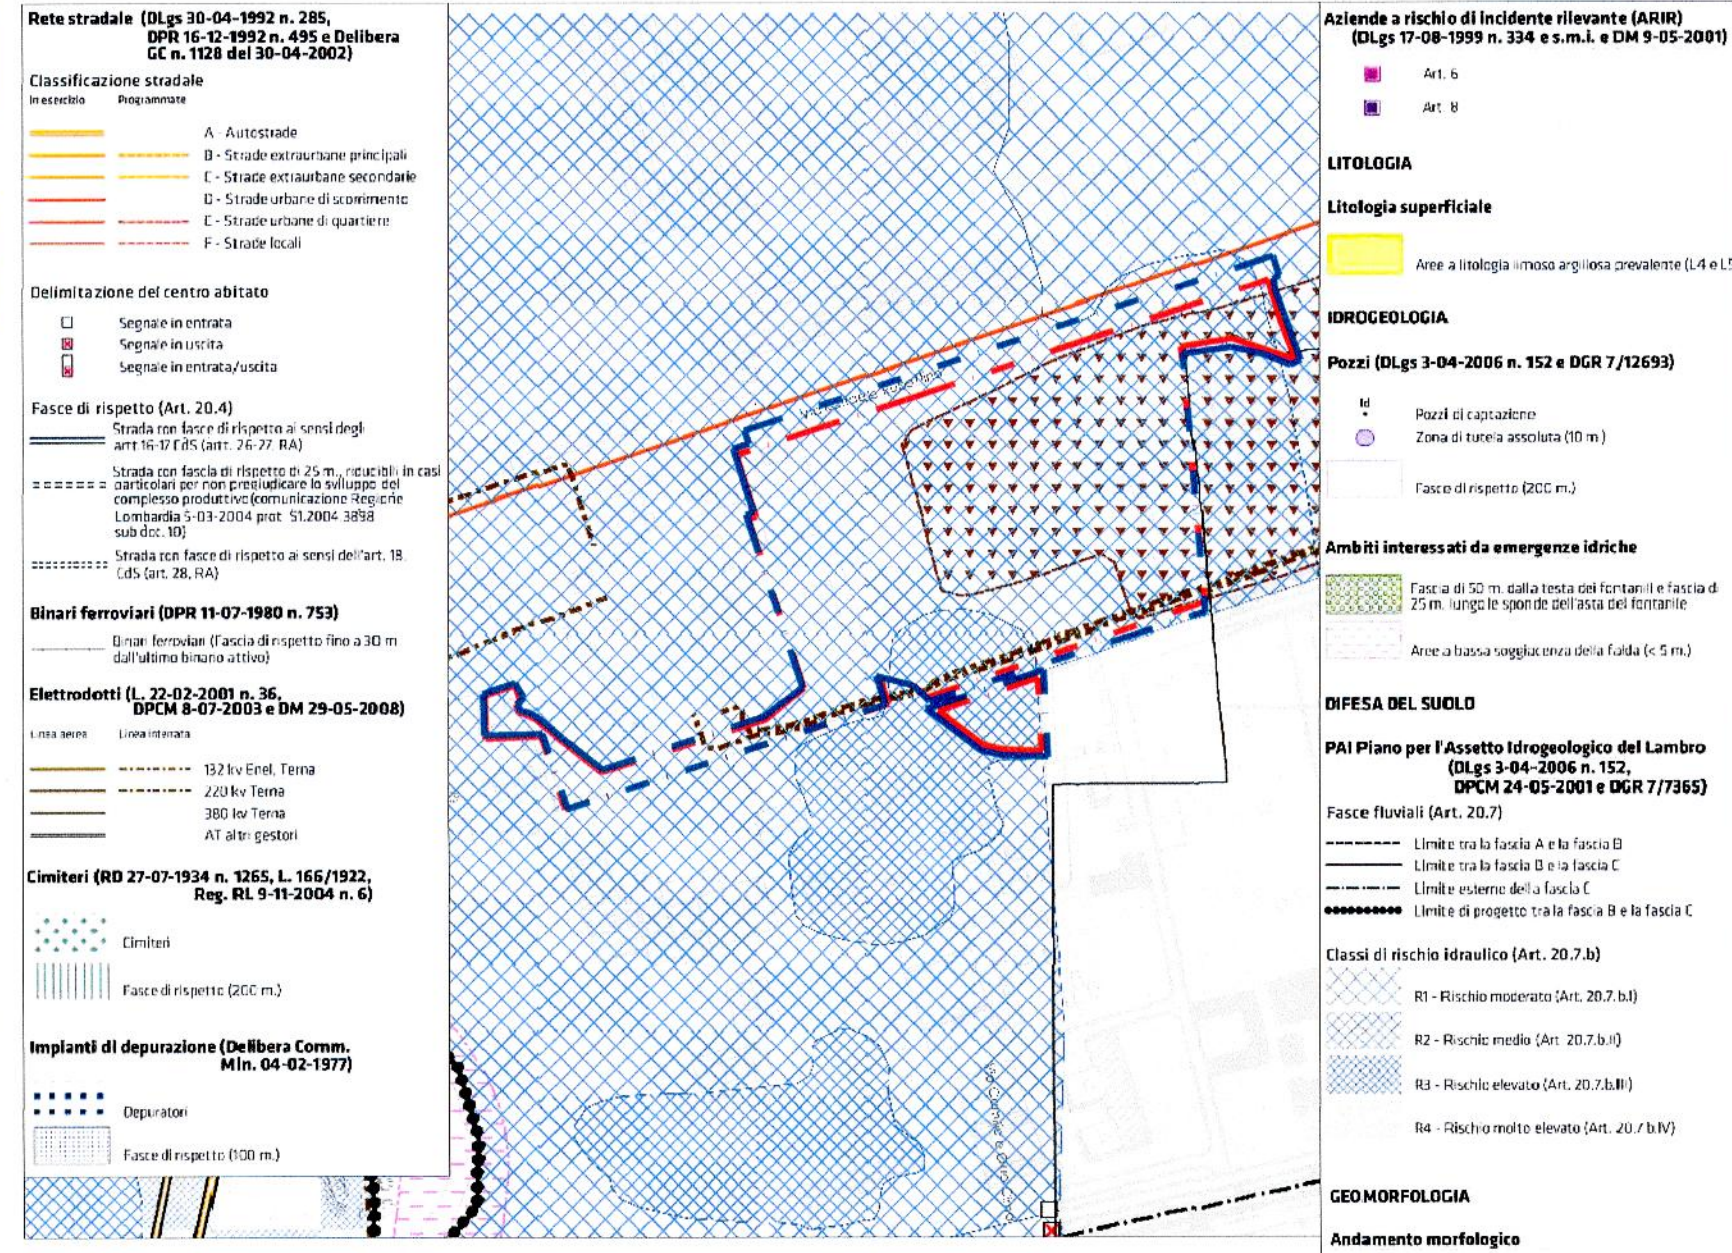 Rete stradale (DLgs 30-04-1992 n. 285,
DPR 16-12-1992 n. 495 e Delibera
GC n. 1128 del 30-04-2002)
Classificazione stradale
In esercizio Programmate
A - Autostrade
B - Strade extraurbane principali
C - Strade extraurbane secondarie
D - Strade urbane di scorrimento
E - Strade urbane di quartiere
F - Strade locali
Delimitazione del centro abitato
Segnale in entrata
Segnale in uscita
Segnale in entrata/uscita
Fasce di rispetto (Art. 20.4)
Strada con fasce di rispetto ai sensi degli
artt 16-17 CdS (artt. 26-27, RA)
Strada con fascia di rispetto di 25 m., riducibili in casi
particolari per non pregiudicare lo sviluppo del
complesso produttivo (comunicazione Regione
Lombardia 5-03-2004 prot S1.2004 3898
sub doc. 10)
Strada con fasce di rispetto ai sensi dell'art. 18
CdS (art. 28, RA)
Binari ferroviari (DPR 11-07-1980 n. 753)
Binari ferroviari (Fascia di rispetto fino a 30 m
dall'ultimo binario attivo)
Elettrodotti (L. 22-02-2001 n. 36,
DPCM 8-07-2003 e DM 29-05-2008)
Linea aerea Linea interrata
132 kv Enel, Terna
220 kv Terna
380 kv Terna
AT altri gestori
Cimiteri (RD 27-07-1934 n. 1265, L. 166/1922,
Reg. RL 9-11-2004 n. 6)
Cimiteri
Fasce di rispetto (200 m.)
Impianti di depurazione (Delibera Comm.
Min. 04-02-1977)
Depuratori
Fasce di rispetto (100 m.)
Aziende a rischio di incidente rilevante (ARIR)
(DLgs 17-08-1999 n. 334 e s.m.i. e DM 9-05-2001)
Art. 6
Art. 8
LITOLOGIA
Litologia superficiale
Aree a litologia limoso argillosa prevalente (L4 e L5
IDROGEOLOGIA
Pozzi (DLgs 3-04-2006 n. 152 e DGR 7/12693)
Id
Pozzi di captazione
Zona di tutela assoluta (10 m.)
Fasce di rispetto (200 m.)
Ambiti interessati da emergenze idriche
Fascia di 50 m. dalla testa dei fontanili e fascia di
25 m. lungo le sponde dell'asta del fontanile
Aree a bassa soggiacenza della falda (< 5 m.)
DIFESA DEL SUOLO
PAI Piano per l'Assetto Idrogeologico del Lambro
(DLgs 3-04-2006 n. 152,
DPCM 24-05-2001 e DGR 7/7365)
Fasce fluviali (Art. 20.7)
Limite tra la fascia A e la fascia B
Limite tra la fascia B e la fascia C
Limite esterno della fascia C
Limite di progetto tra la fascia B e la fascia C
Classi di rischio idraulico (Art. 20.7.b)
R1 - Rischio moderato (Art. 20.7.b.I)
R2 - Rischio medio (Art 20.7.b.II)
R3 - Rischio elevato (Art. 20.7.b.III)
R4 - Rischio molto elevato (Art. 20.7 b.IV)
GEOMORFOLOGIA
Andamento morfologico